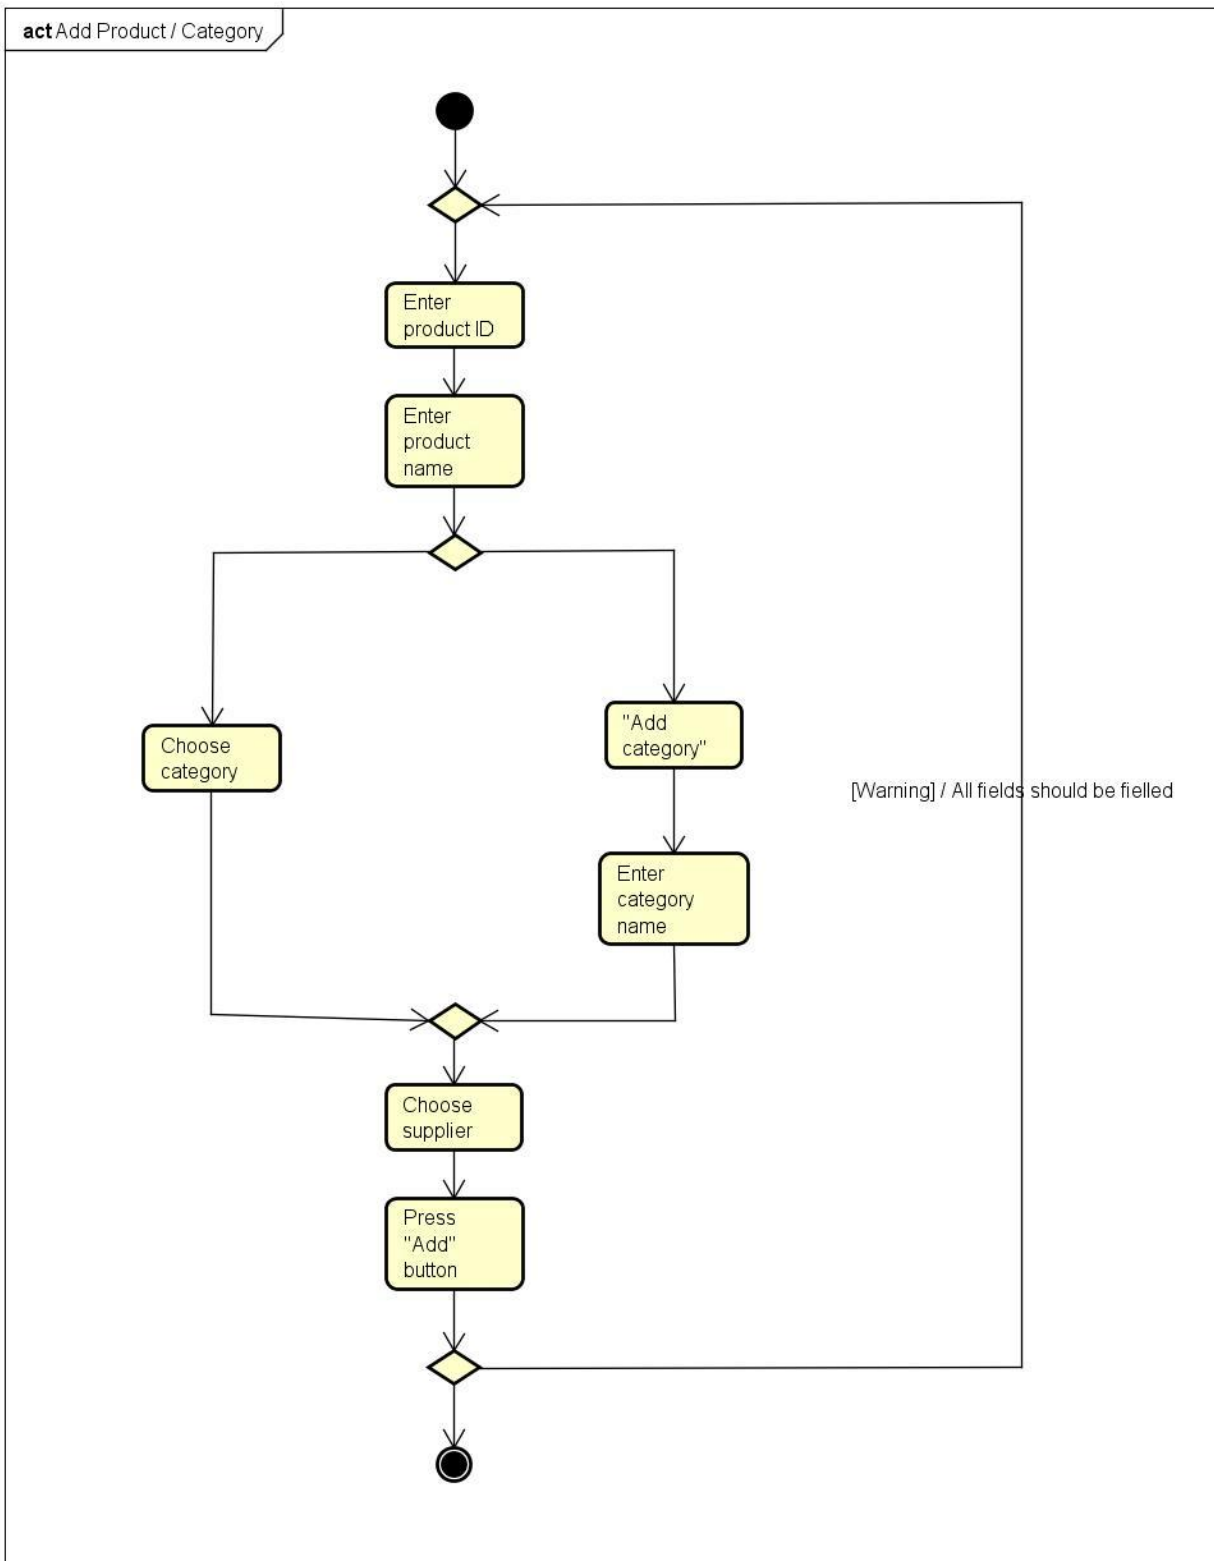 act Add Product / Category
Enter
product ID
Enter
product
name
Choose
category
"Add
category"
[Warning] / All fields should be fielled
Enter
category
name
Choose
supplier
Press
"Add"
button